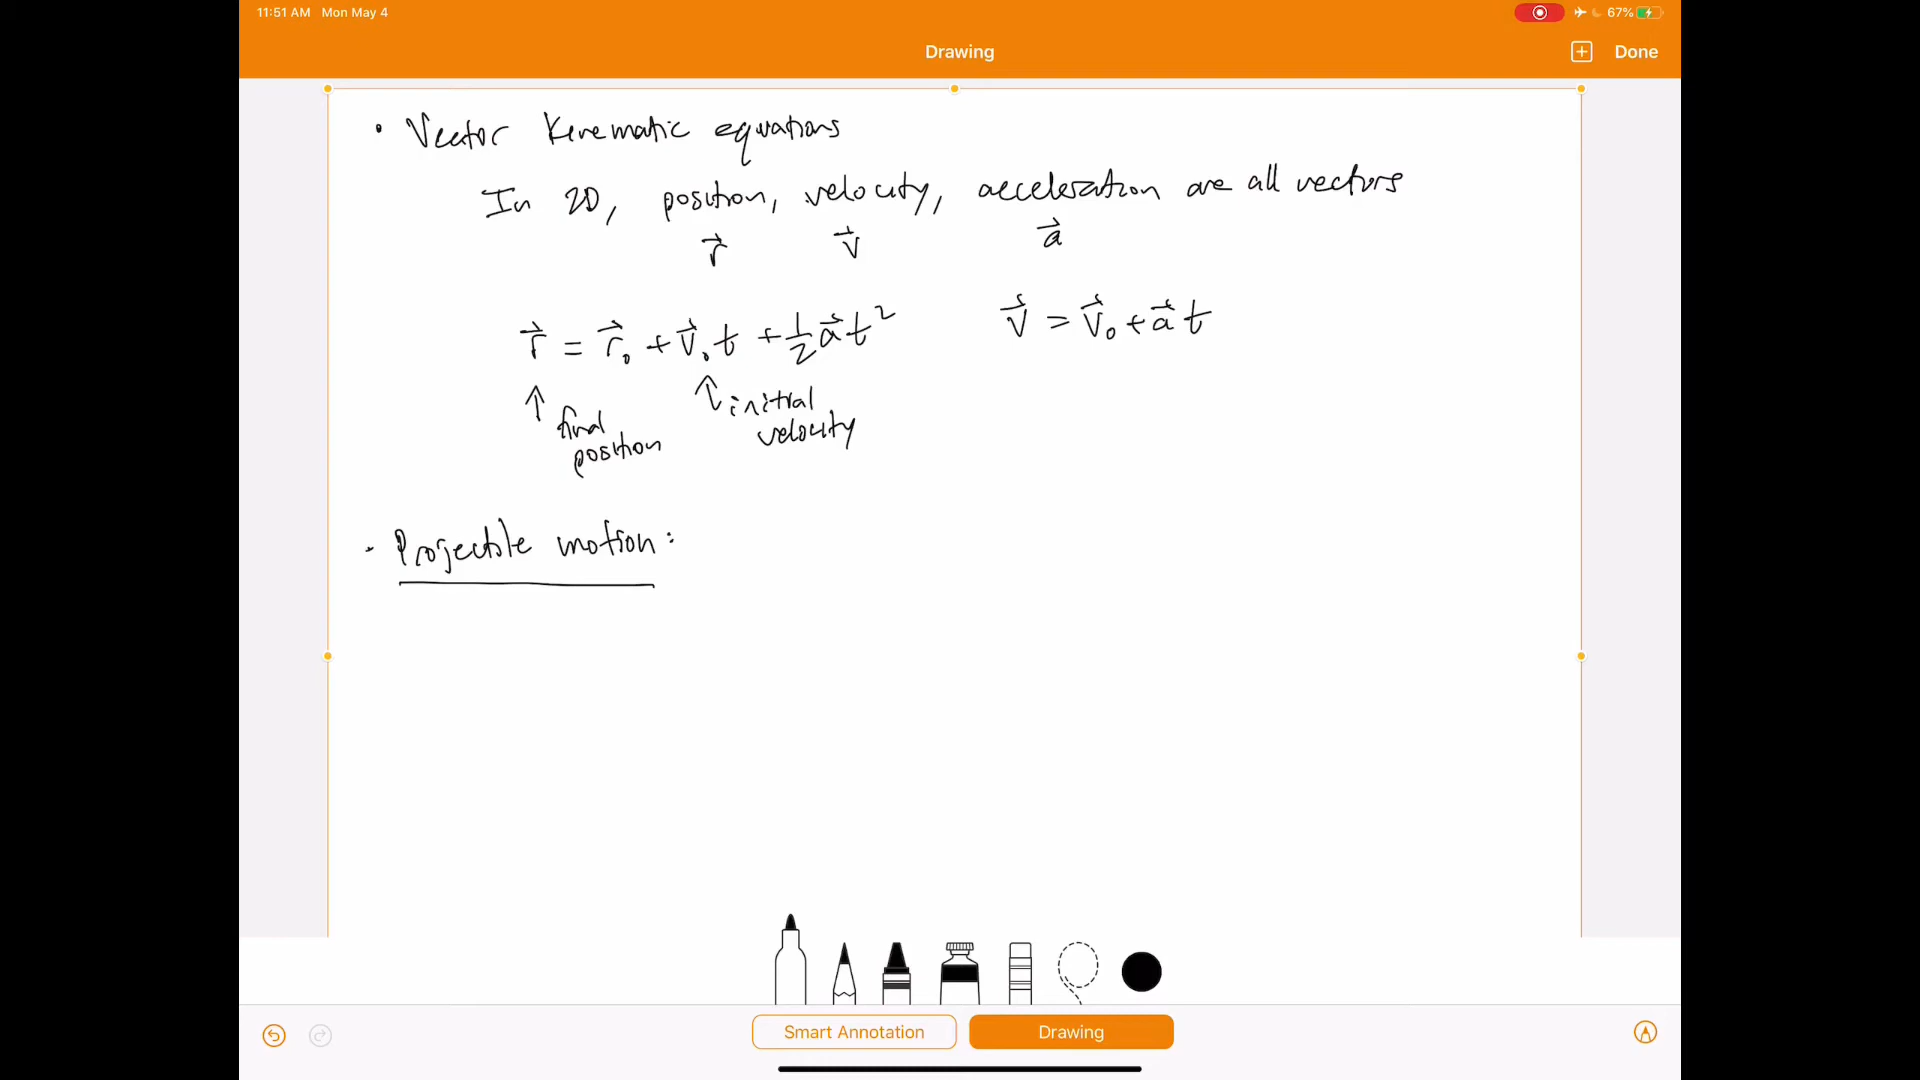 11:51 AM Mon May 4
67%
Drawing
Done
• Vector Kinematic equations
In 2D, position, velocity, acceleration are all vectors
r⃗ v⃗ a⃗
r⃗ = r⃗₀ + v⃗₀t + ½a⃗t² v⃗ = v⃗₀ + a⃗t
↑ final position ↑ initial velocity
• Projectile motion:
Smart Annotation
Drawing